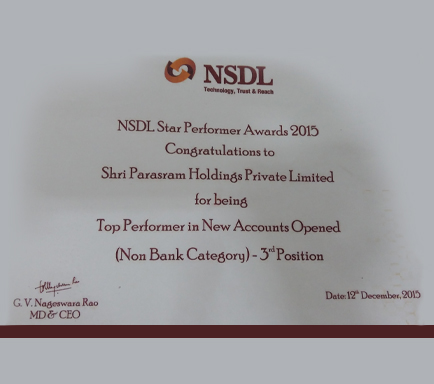 NSDL
Technology, Trust & Reach
NSDL Star Performer Awards 2015
Congratulations to
Shri Parasram Holdings Private Limited
for being
Top Performer in New Accounts Opened
(Non Bank Category) - 3rd Position
G. V. Nageswara Rao
MD & CEO
Date: 12th December, 2015